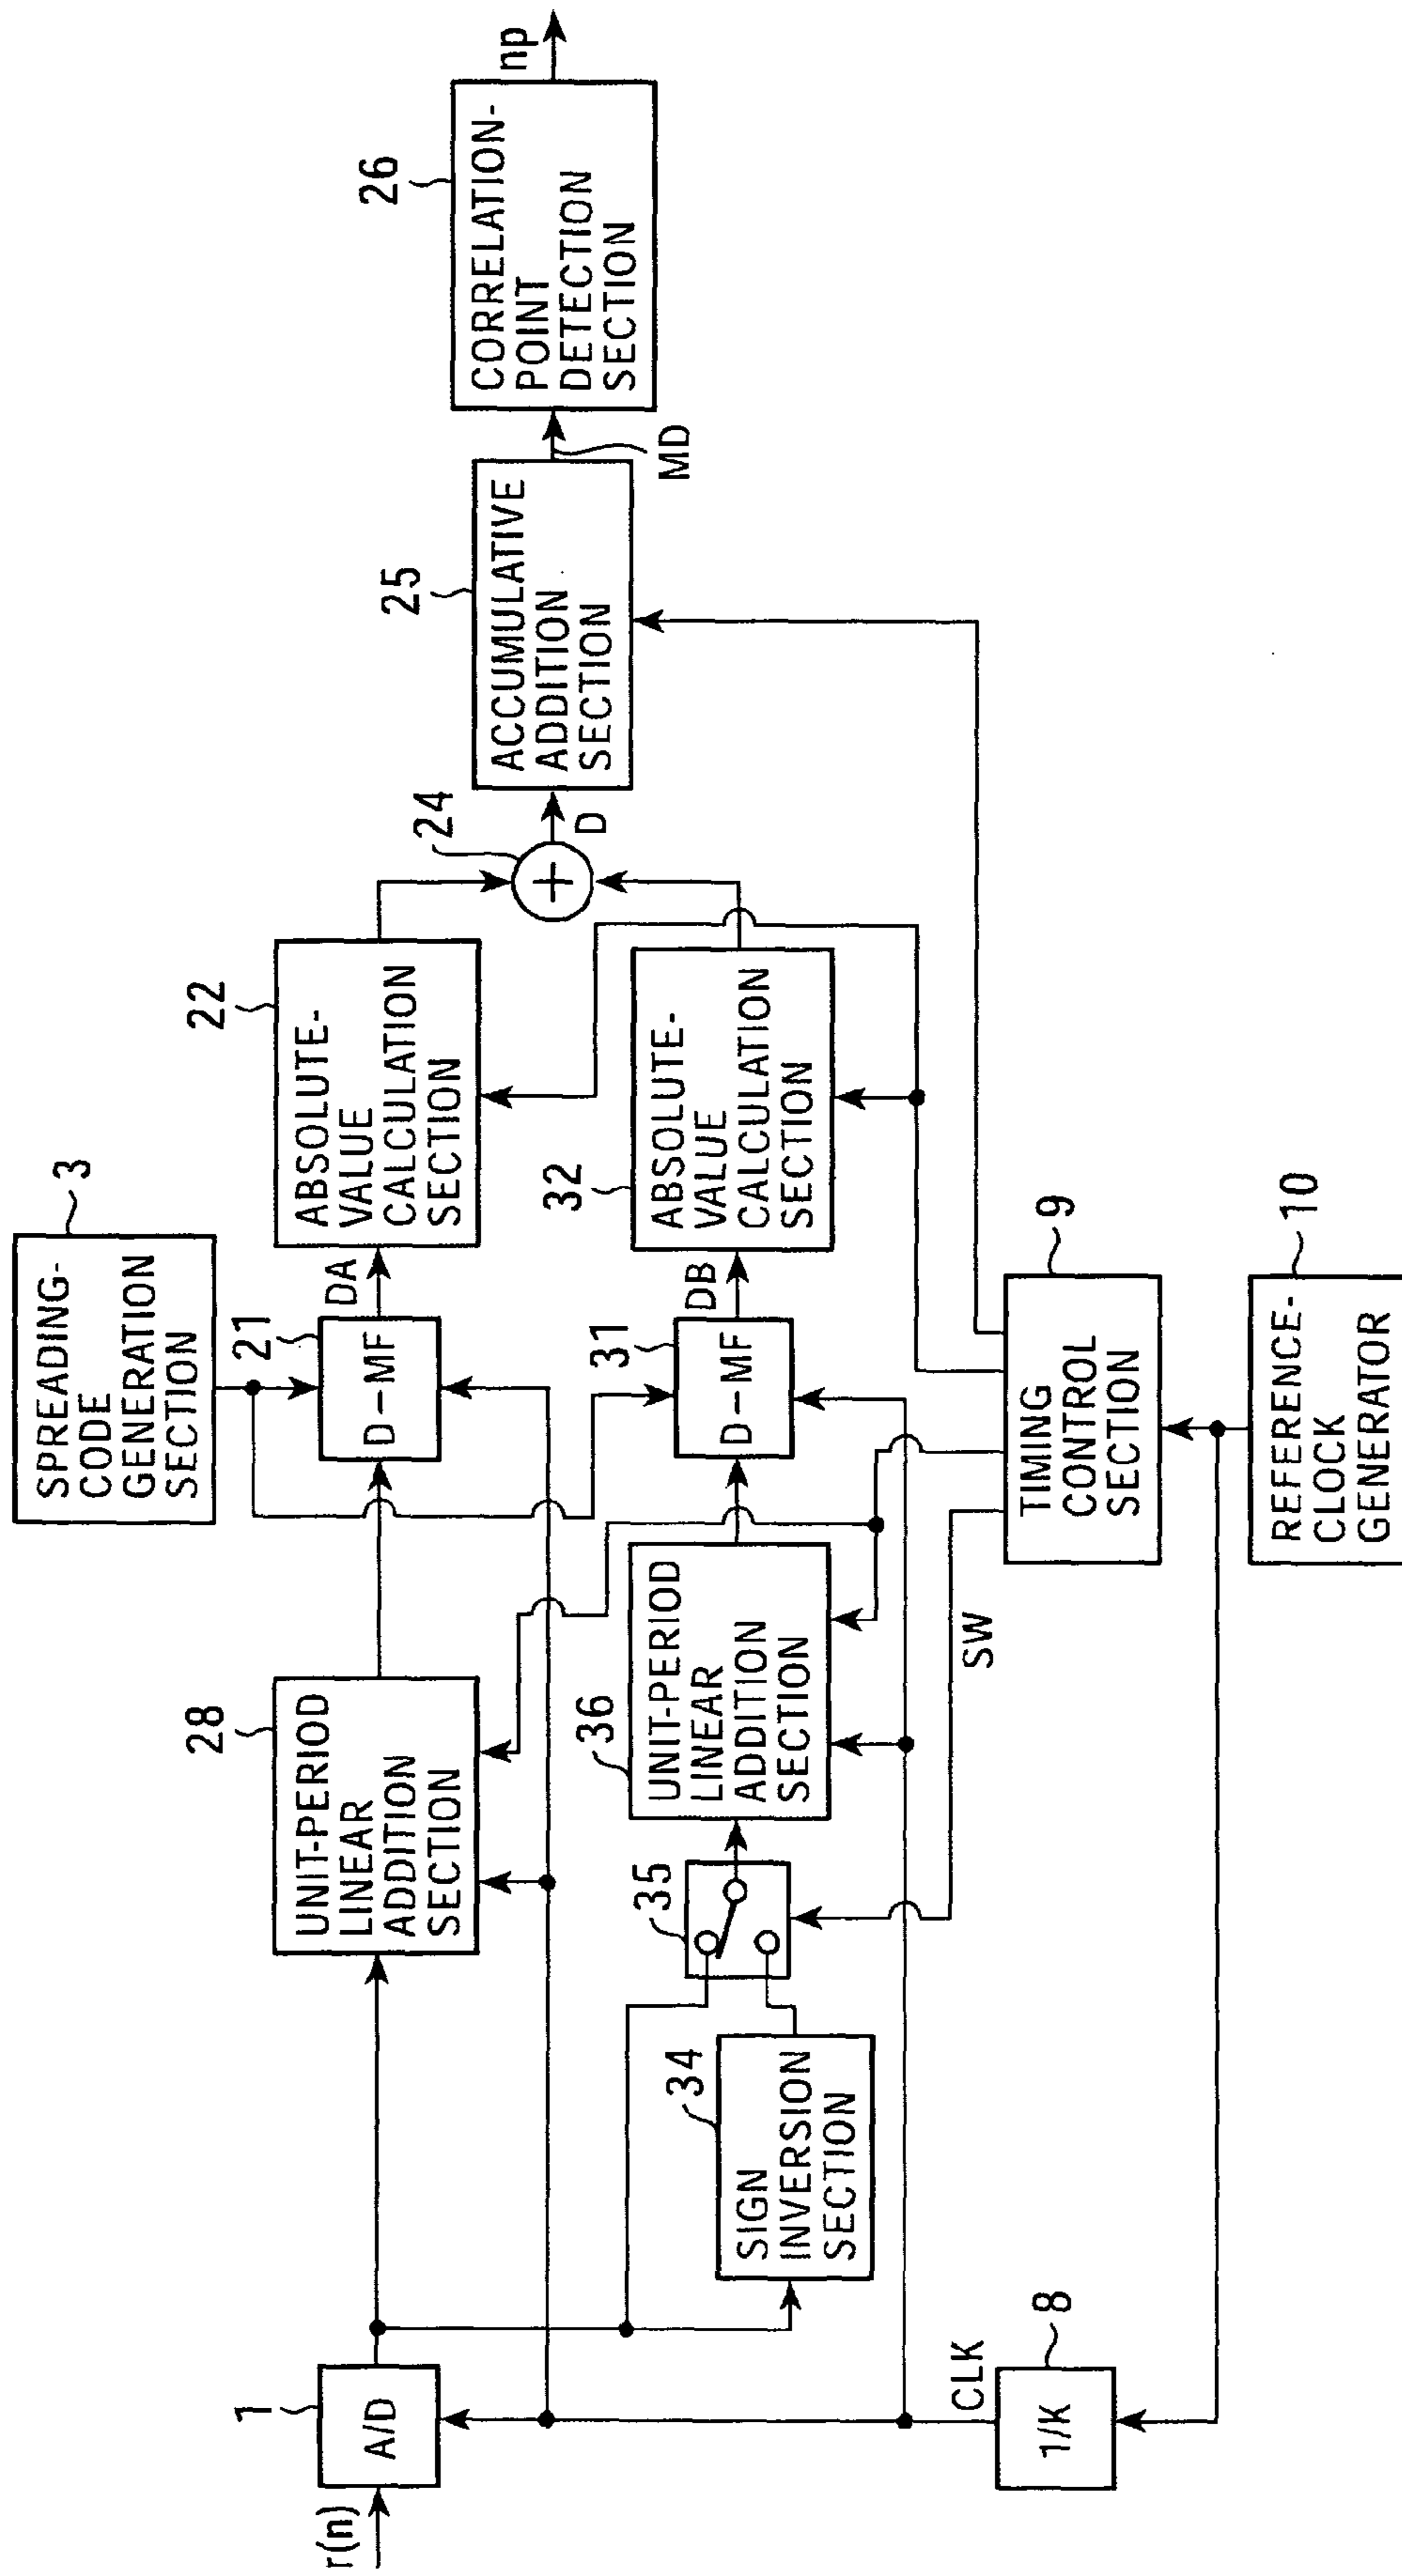 SPREADING-
CODE
GENERATION
SECTION
3
r(n)
A/D
1
UNIT-PERIOD
LINEAR
ADDITION
SECTION
28
D-MF
21
DA
ABSOLUTE-
VALUE
CALCULATION
SECTION
22
24
D
ACCUMULATIVE
ADDITION
SECTION
25
MD
CORRELATION-
POINT
DETECTION
SECTION
26
np
SIGN
INVERSION
SECTION
34
35
UNIT-PERIOD
LINEAR
ADDITION
SECTION
36
D-MF
31
DB
ABSOLUTE-
VALUE
CALCULATION
SECTION
32
SW
CLK
1/K
8
TIMING
CONTROL
SECTION
9
REFERENCE-
CLOCK
GENERATOR
10